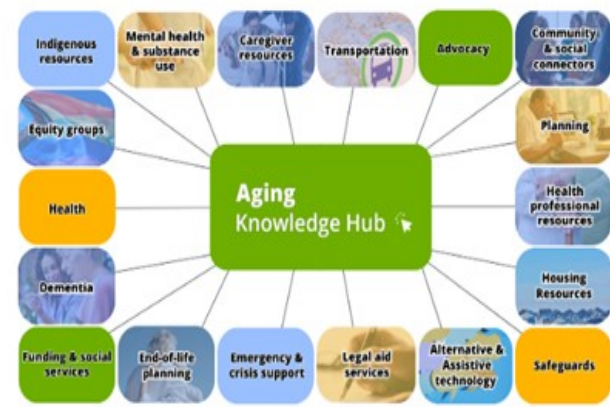 Indigenous
resources
Mental health
& substance
use
Caregiver
resources
Transportation
Advocacy
Community
& social
connectors
Equity groups
Planning
Aging
Knowledge Hub
Health
Health
professional
resources
Dementia
Housing
Resources
Funding & social
services
End-of-life
planning
Emergency &
crisis support
Legal aid
services
Alternative &
Assistive
technology
Safeguards